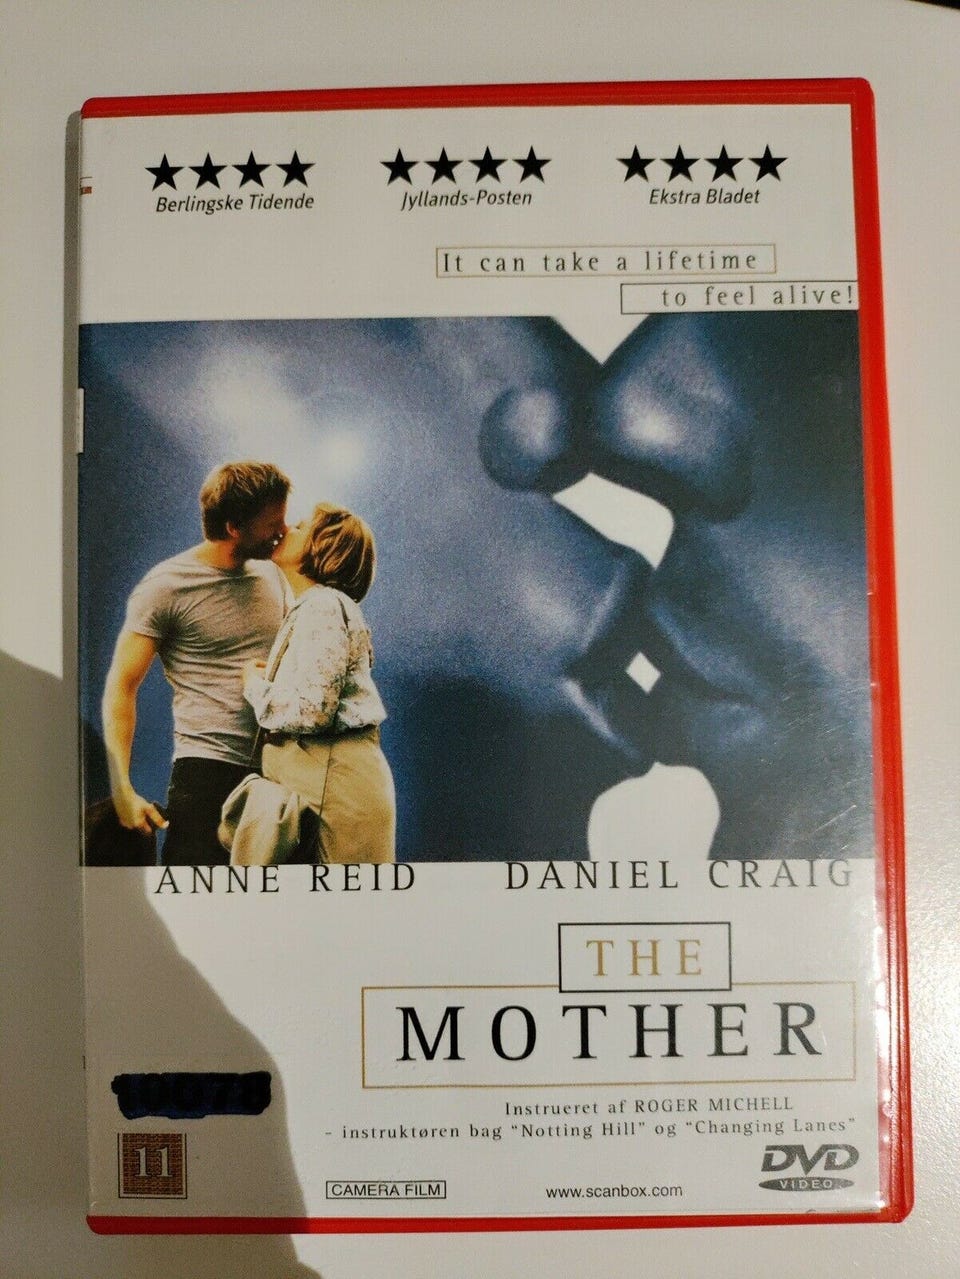 ★★★★ ★★★★ ★★★★
Berlingske Tidende Jyllands-Posten Ekstra Bladet
It can take a lifetime
to feel alive!
ANNE REID DANIEL CRAIG
THE
MOTHER
Instrueret af ROGER MICHELL
- instruktøren bag "Notting Hill" og "Changing Lanes"
11
CAMERA FILM
www.scanbox.com
DVD
VIDEO